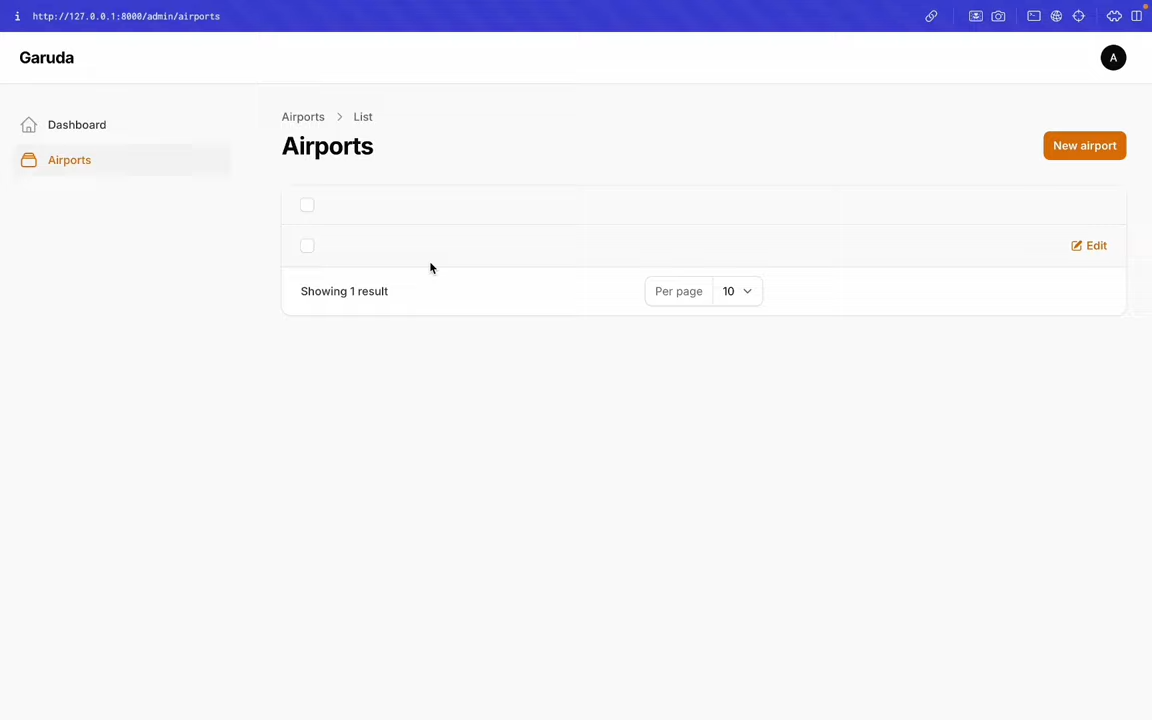 http://127.0.0.1:8000/admin/airports
Garuda
A
Dashboard
Airports
Airports > List
Airports
New airport
Edit
Showing 1 result
Per page 10